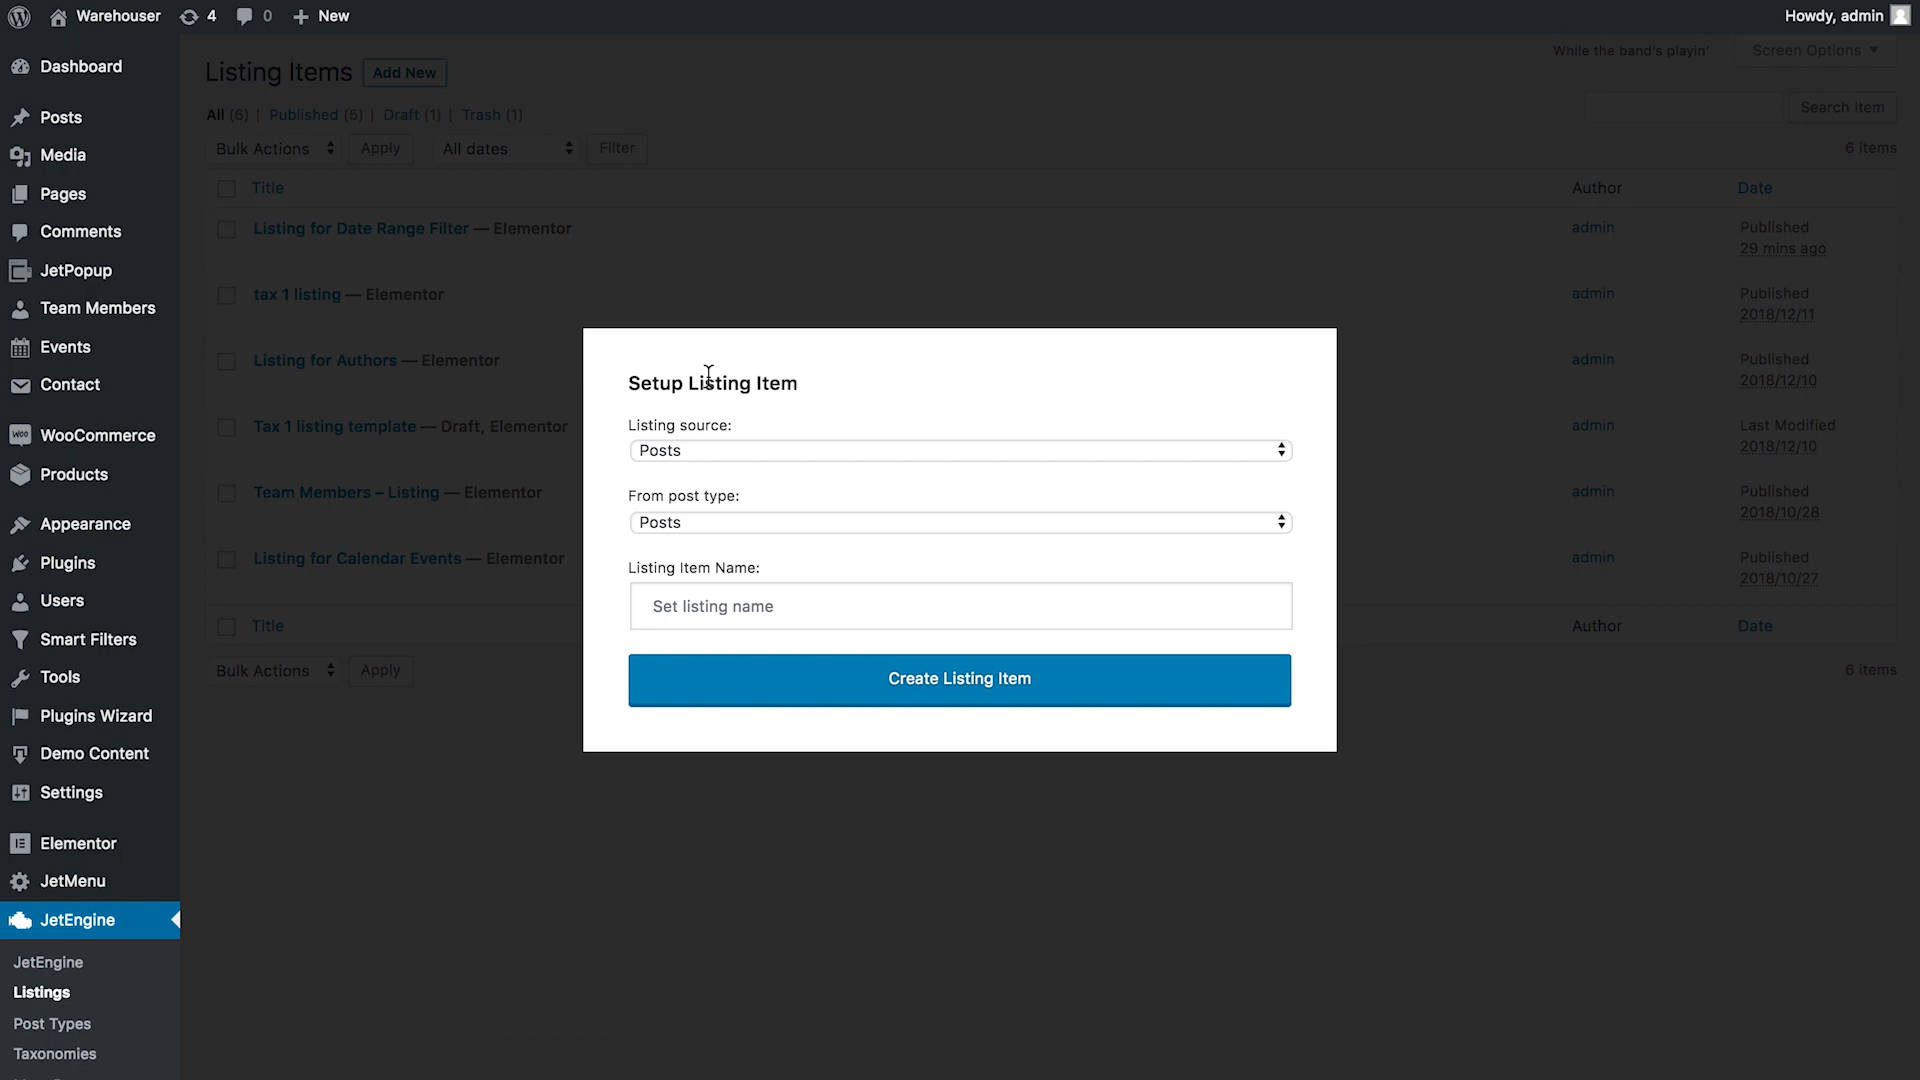 Warehouser 4 0 New Howdy, admin
Dashboard
Posts
Media
Pages
Comments
JetPopup
Team Members
Events
Contact
WooCommerce
Products
Appearance
Plugins
Users
Smart Filters
Tools
Plugins Wizard
Demo Content
Settings
Elementor
JetMenu
JetEngine
JetEngine
Listings
Post Types
Taxonomies
While the band's playin' Screen Options
Listing Items Add New
All (6) | Published (5) | Draft (1) | Trash (1) Search Item
Bulk Actions Apply All dates Filter 6 items
Title Author Date
Listing for Date Range Filter — Elementor admin Published
29 mins ago
tax 1 listing — Elementor admin Published
2018/12/11
Listing for Authors — Elementor admin Published
2018/12/10
Tax 1 listing template — Draft, Elementor admin Last Modified
2018/12/10
Team Members – Listing — Elementor admin Published
2018/10/28
Listing for Calendar Events — Elementor admin Published
2018/10/27
Title Author Date
Bulk Actions Apply 6 items
Setup Listing Item
Listing source:
Posts
From post type:
Posts
Listing Item Name:
Set listing name
Create Listing Item